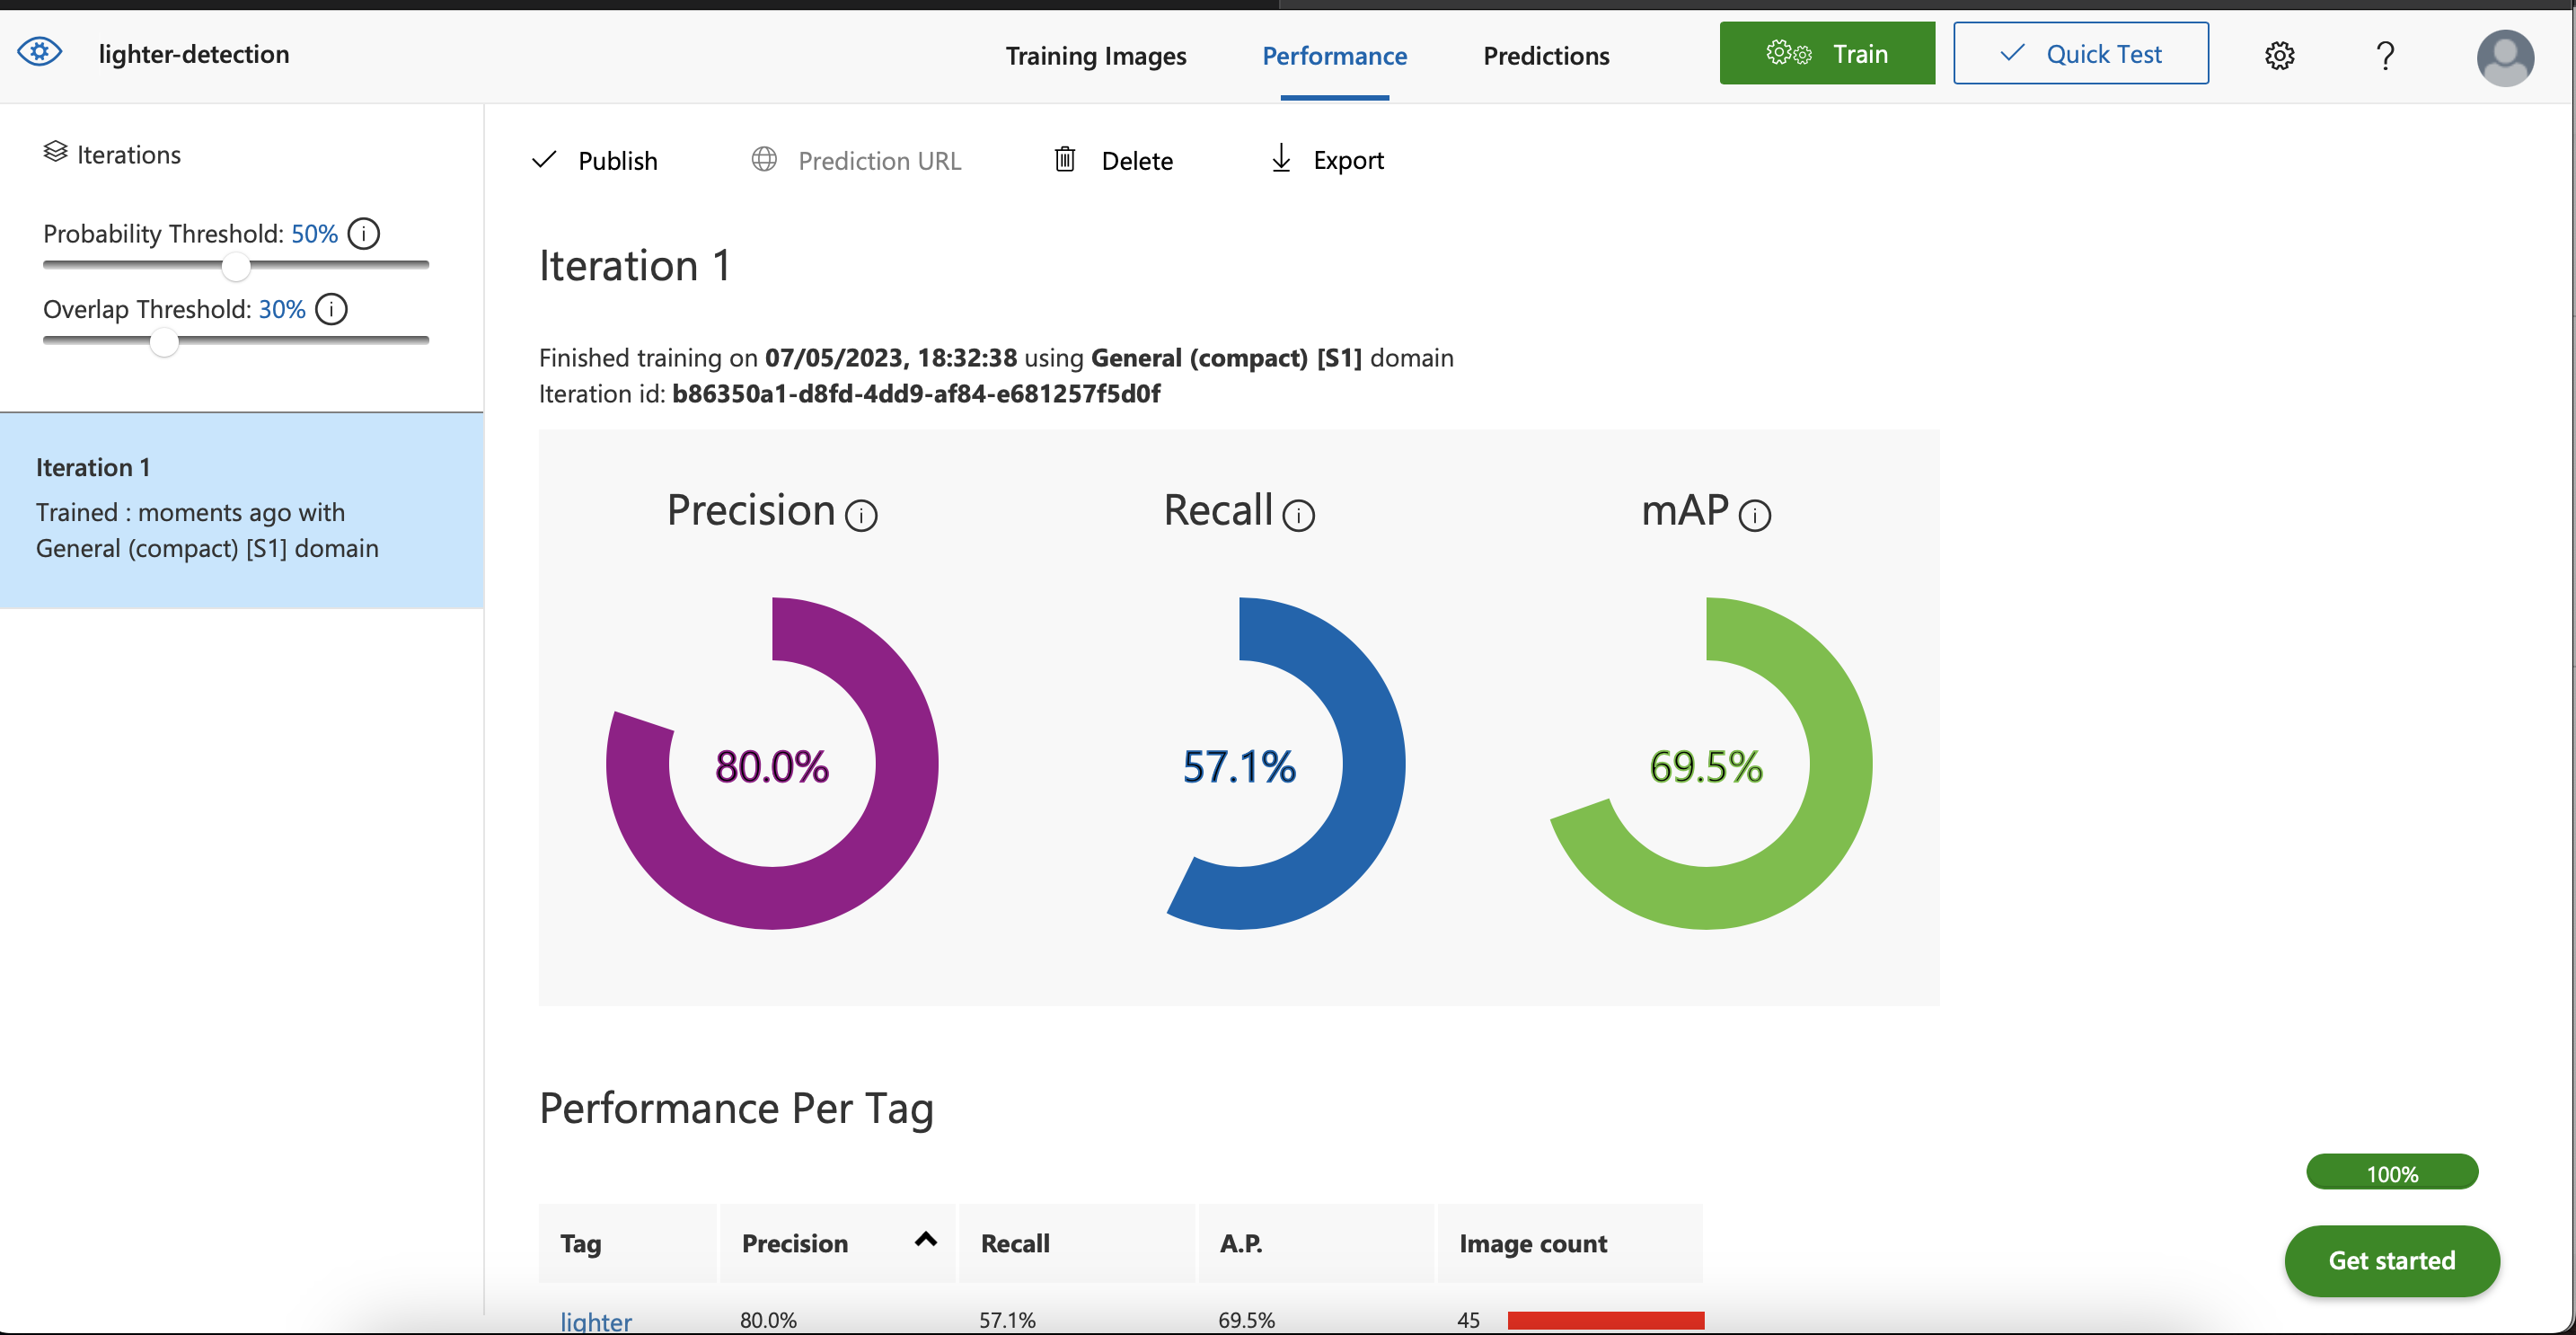 lighter-detection
Training Images
Performance
Predictions
Train
Quick Test
?
Iterations
Probability Threshold: 50%
Overlap Threshold: 30%
Iteration 1
Trained : moments ago with
General (compact) [S1] domain
Publish
Prediction URL
Delete
Export
Iteration 1
Finished training on 07/05/2023, 18:32:38 using General (compact) [S1] domain
Iteration id: b86350a1-d8fd-4dd9-af84-e681257f5d0f
Precision
Recall
mAP
80.0%
57.1%
69.5%
Performance Per Tag
Tag Precision Recall A.P. Image count
lighter 80.0% 57.1% 69.5% 45
100%
Get started